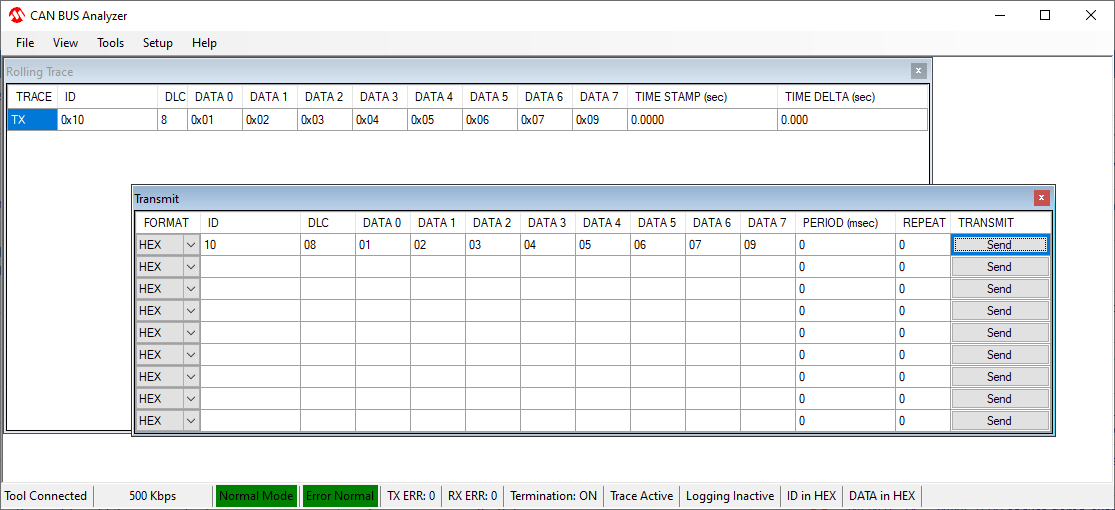 CAN BUS Analyzer
File View Tools Setup Help
Rolling Trace
TRACE ID DLC DATA 0 DATA 1 DATA 2 DATA 3 DATA 4 DATA 5 DATA 6 DATA 7 TIME STAMP (sec) TIME DELTA (sec)
TX 0x10 8 0x01 0x02 0x03 0x04 0x05 0x06 0x07 0x09 0.0000 0.000
Transmit
FORMAT ID DLC DATA 0 DATA 1 DATA 2 DATA 3 DATA 4 DATA 5 DATA 6 DATA 7 PERIOD (msec) REPEAT TRANSMIT
HEX 10 08 01 02 03 04 05 06 07 09 0 0 Send
HEX 0 0 Send
HEX 0 0 Send
HEX 0 0 Send
HEX 0 0 Send
HEX 0 0 Send
HEX 0 0 Send
HEX 0 0 Send
HEX 0 0 Send
Tool Connected 500 Kbps Normal Mode Error Normal TX ERR: 0 RX ERR: 0 Termination: ON Trace Active Logging Inactive ID in HEX DATA in HEX